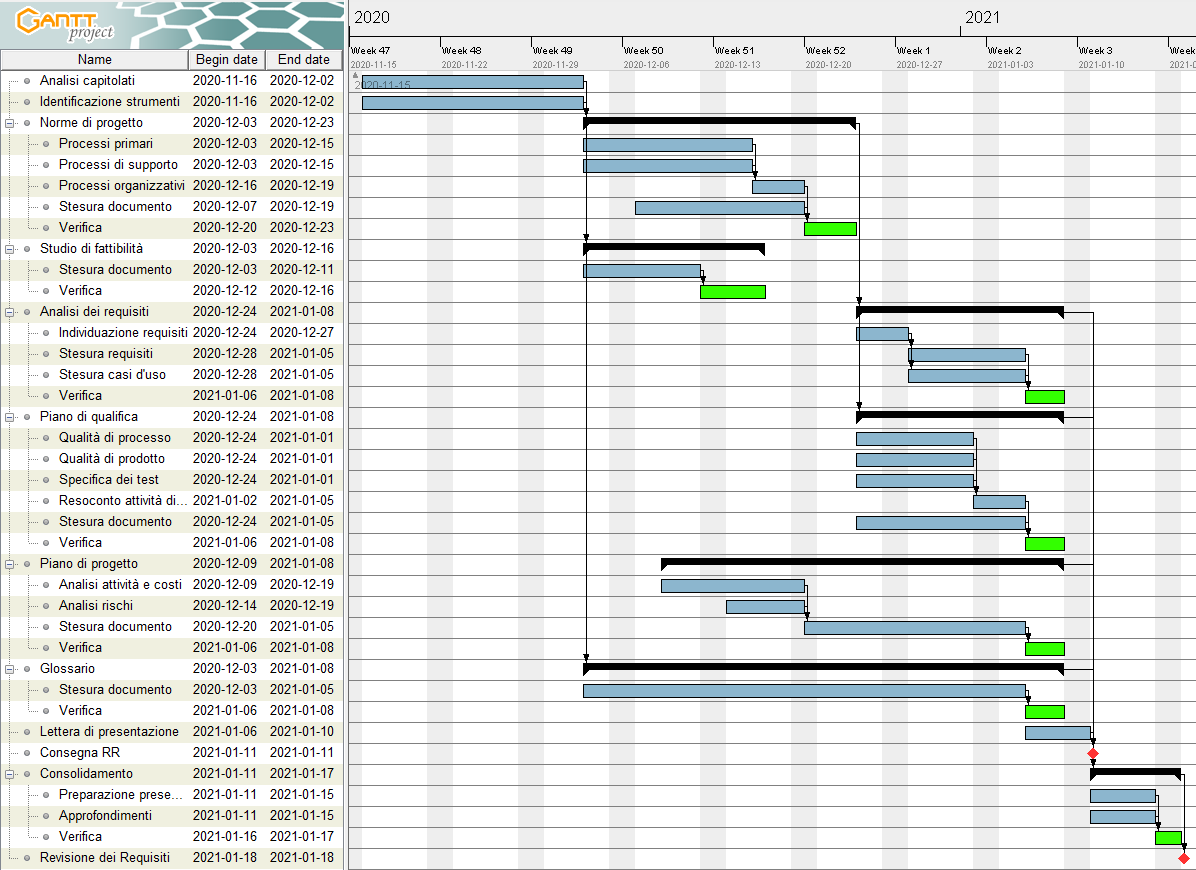 GANTT project
2020
2021
Week 47 Week 48 Week 49 Week 50 Week 51 Week 52 Week 1 Week 2 Week 3 Week
2020-11-15 2020-11-22 2020-11-29 2020-12-06 2020-12-13 2020-12-20 2020-12-27 2021-01-03 2021-01-10 2021-0
Name Begin date End date
2020-11-15
Analisi capitolati 2020-11-16 2020-12-02
Identificazione strumenti 2020-11-16 2020-12-02
Norme di progetto 2020-12-03 2020-12-23
Processi primari 2020-12-03 2020-12-15
Processi di supporto 2020-12-03 2020-12-15
Processi organizzativi 2020-12-16 2020-12-19
Stesura documento 2020-12-07 2020-12-19
Verifica 2020-12-20 2020-12-23
Studio di fattibilità 2020-12-03 2020-12-16
Stesura documento 2020-12-03 2020-12-11
Verifica 2020-12-12 2020-12-16
Analisi dei requisiti 2020-12-24 2021-01-08
Individuazione requisiti 2020-12-24 2020-12-27
Stesura requisiti 2020-12-28 2021-01-05
Stesura casi d'uso 2020-12-28 2021-01-05
Verifica 2021-01-06 2021-01-08
Piano di qualifica 2020-12-24 2021-01-08
Qualità di processo 2020-12-24 2021-01-01
Qualità di prodotto 2020-12-24 2021-01-01
Specifica dei test 2020-12-24 2021-01-01
Resoconto attività di... 2021-01-02 2021-01-05
Stesura documento 2020-12-24 2021-01-05
Verifica 2021-01-06 2021-01-08
Piano di progetto 2020-12-09 2021-01-08
Analisi attività e costi 2020-12-09 2020-12-19
Analisi rischi 2020-12-14 2020-12-19
Stesura documento 2020-12-20 2021-01-05
Verifica 2021-01-06 2021-01-08
Glossario 2020-12-03 2021-01-08
Stesura documento 2020-12-03 2021-01-05
Verifica 2021-01-06 2021-01-08
Lettera di presentazione 2021-01-06 2021-01-10
Consegna RR 2021-01-11 2021-01-11
Consolidamento 2021-01-11 2021-01-17
Preparazione prese... 2021-01-11 2021-01-15
Approfondimenti 2021-01-11 2021-01-15
Verifica 2021-01-16 2021-01-17
Revisione dei Requisiti 2021-01-18 2021-01-18